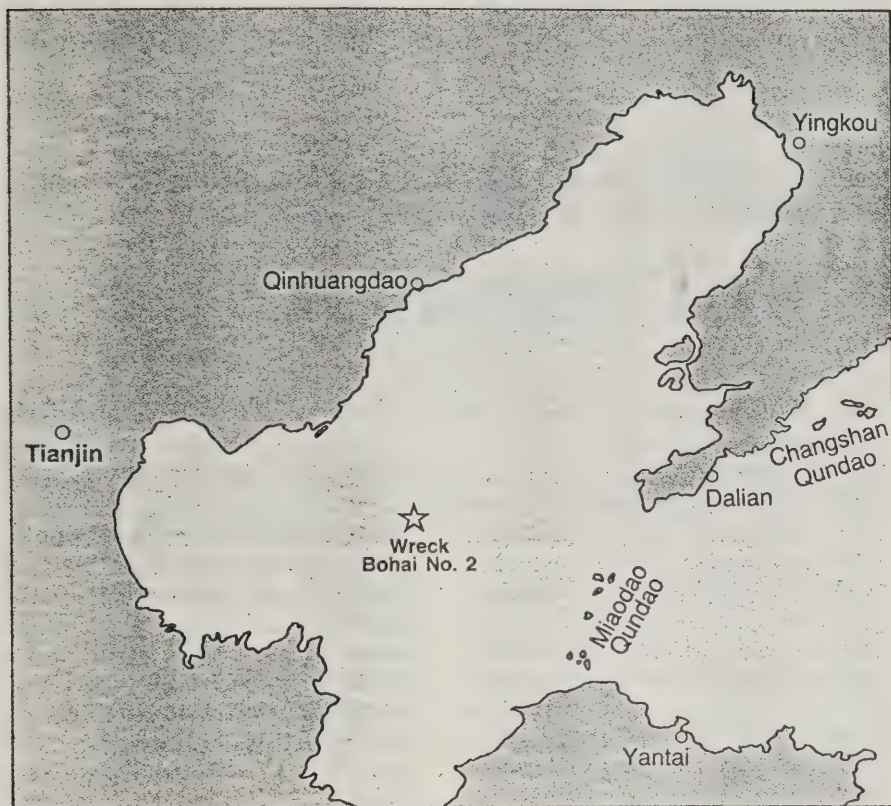 Yingkou
Qinhuangdao
Tianjin
Changshan
Qundao
Dalian
Wreck
Bohai No. 2
Miaodao
Qundao
Yantai